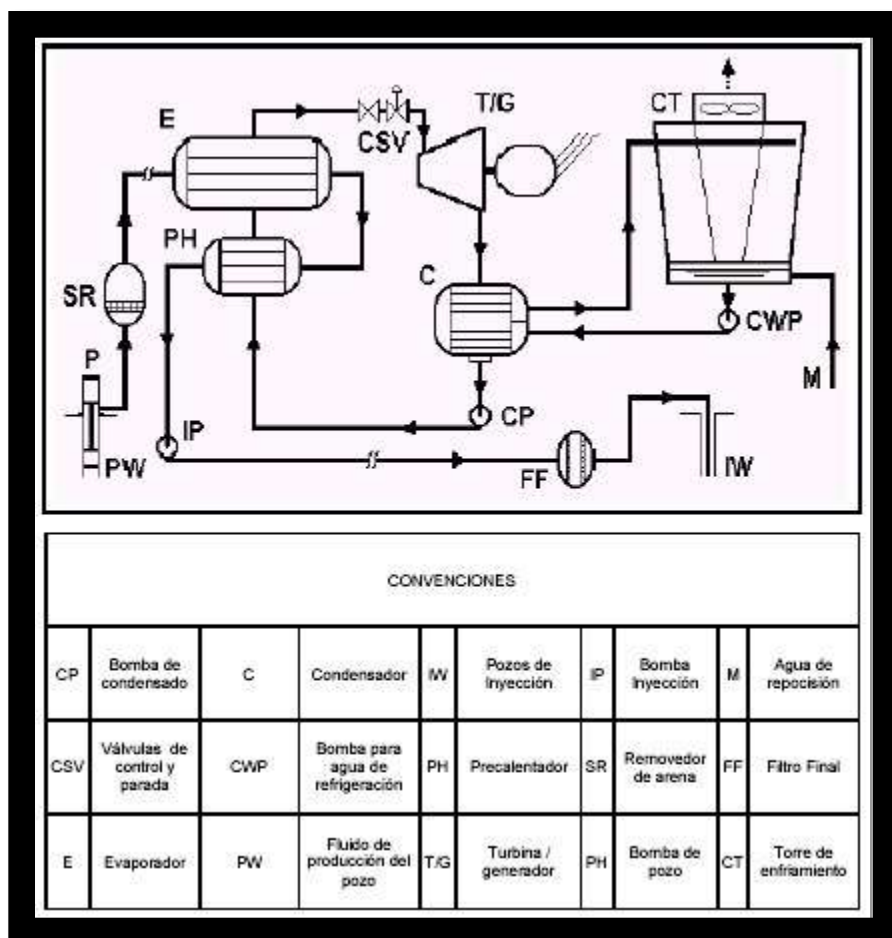 T/G
CT
E
CSV
PH
C
SR
CWP
P
M
IP
CP
PW
FF
IW
CONVENCIONES
CP
Bomba de
condensado
C
Condensador
IW
Pozos de
Inyección
IP
Bomba
Inyección
M
Agua de
repocisión
CSV
Válvulas de
control y
parada
CWP
Bomba para
agua de
refrigeración
PH
Precalentador
SR
Removedor
de arena
FF
Filtro Final
E
Evaporador
PW
Fluido de
producción del
pozo
T/G
Turbina /
generador
PH
Bomba de
pozo
CT
Torre de
enfriamiento